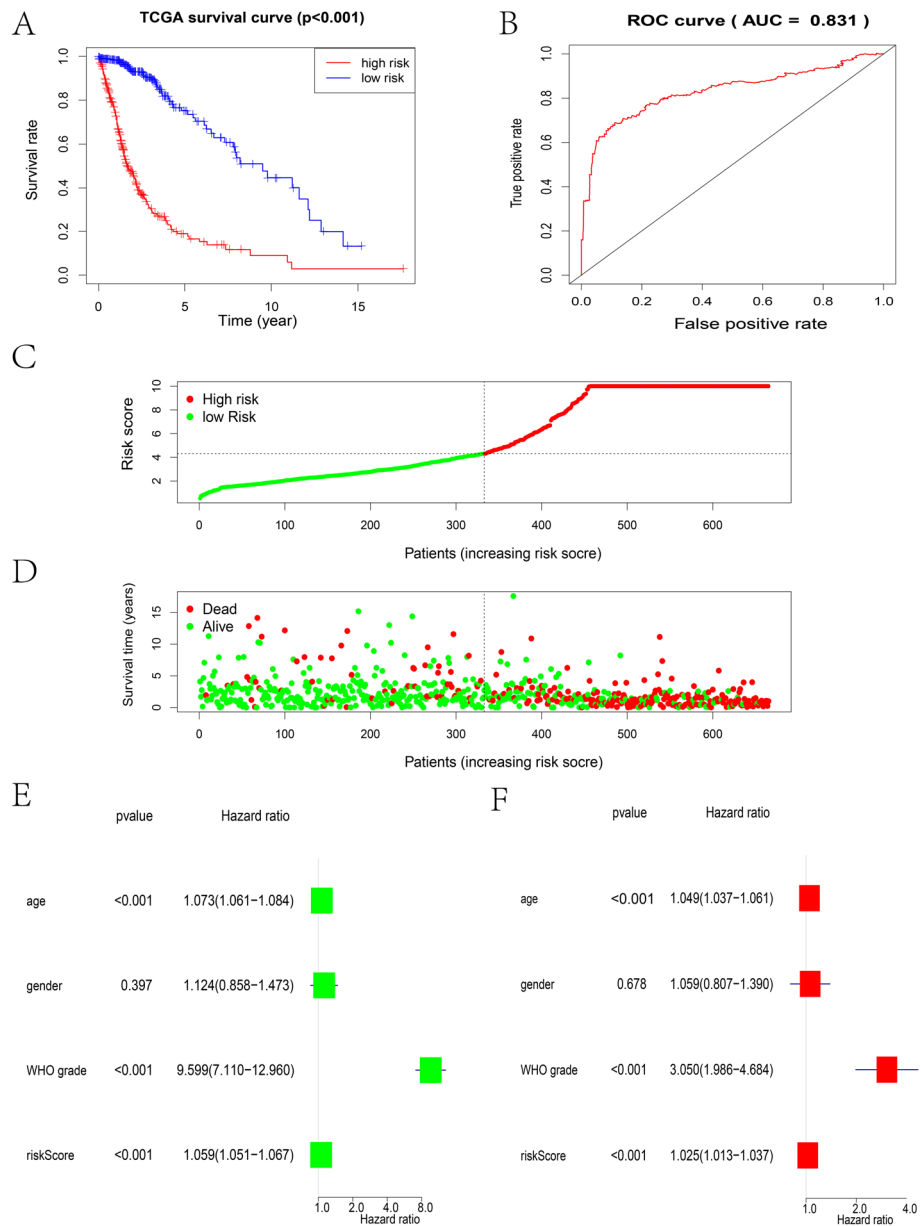 A
TCGA survival curve (p<0.001)
high risk
low risk
Survival rate
1.0
0.8
0.6
0.4
0.2
0.0
0 5 10 15
Time (year)
B
ROC curve ( AUC = 0.831 )
True positive rate
1.0
0.8
0.6
0.4
0.2
0.0
0.0 0.2 0.4 0.6 0.8 1.0
False positive rate
C
High risk
low Risk
Risk score
10
8
6
4
2
0 100 200 300 400 500 600
Patients (increasing risk socre)
D
Dead
Alive
Survival time (years)
15
10
5
0
0 100 200 300 400 500 600
Patients (increasing risk socre)
E
pvalue Hazard ratio
age <0.001 1.073(1.061−1.084)
gender 0.397 1.124(0.858−1.473)
WHO grade <0.001 9.599(7.110−12.960)
riskScore <0.001 1.059(1.051−1.067)
1.0 2.0 4.0 8.0
Hazard ratio
F
pvalue Hazard ratio
age <0.001 1.049(1.037−1.061)
gender 0.678 1.059(0.807−1.390)
WHO grade <0.001 3.050(1.986−4.684)
riskScore <0.001 1.025(1.013−1.037)
1.0 2.0 4.0
Hazard ratio